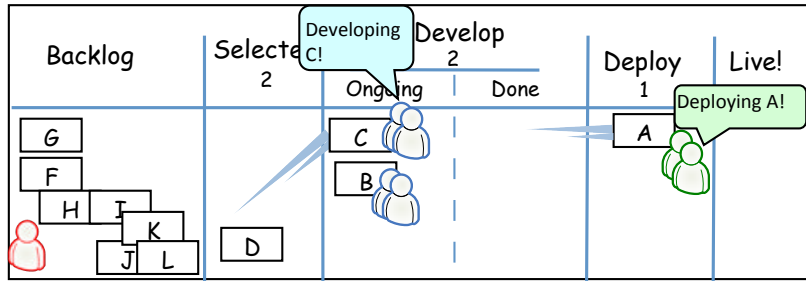 Backlog
Selecte
2
Developing
C!
Develop
2
Ongoing
Done
Deploy
1
Live!
Deploying A!
G
F
H
I
K
J
L
D
C
B
A